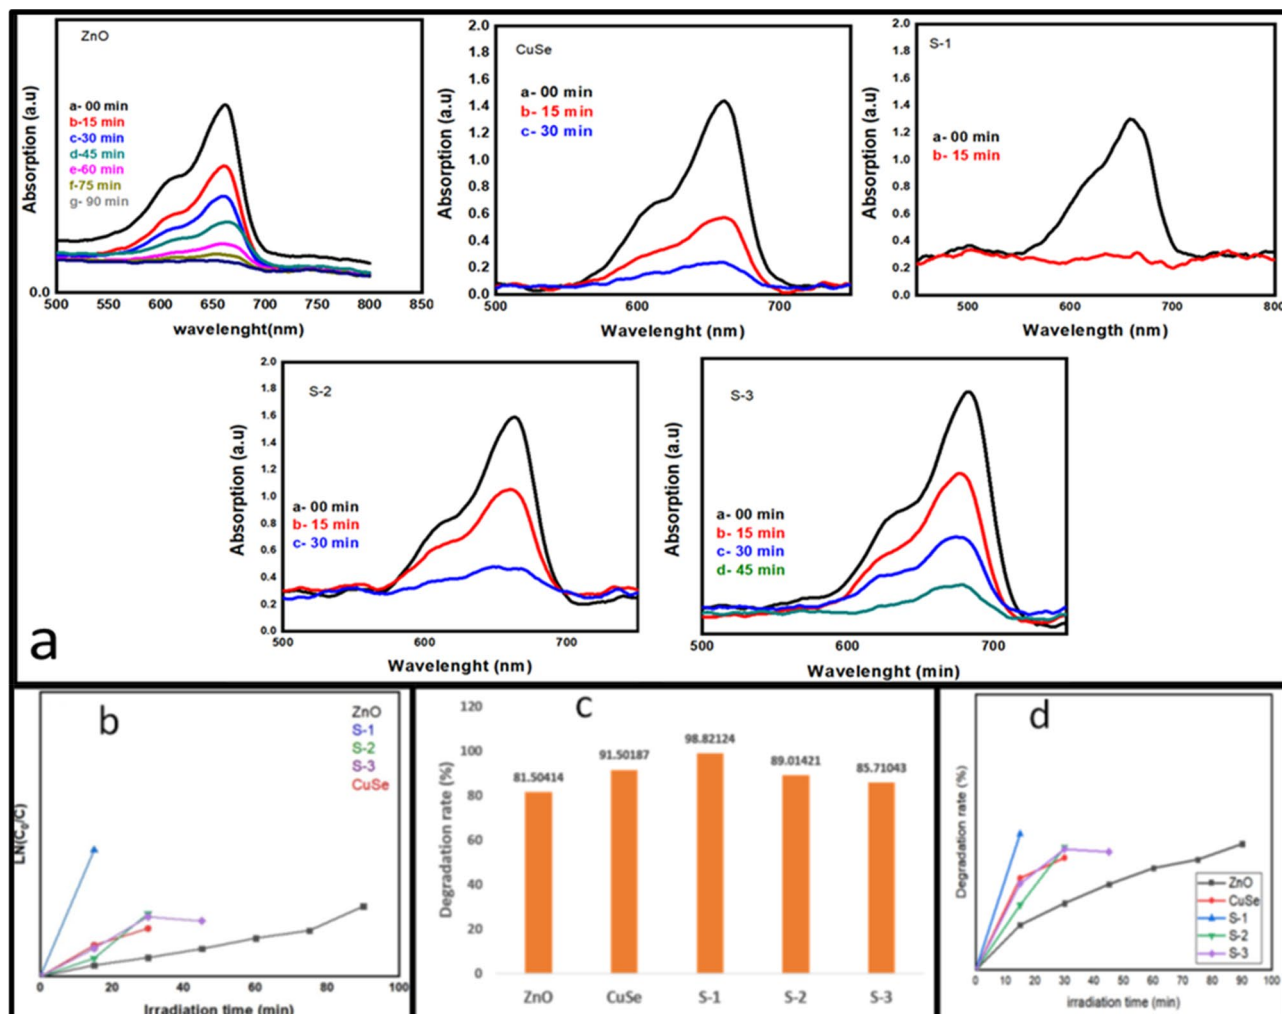 ZnO
a- 00 min
b-15 min
c-30 min
d-45 min
e-60 min
f-75 min
g- 90 min
Absorption (a.u)
0.0
500 550 600 650 700 750 800 850
wavelenght(nm)
CuSe
a- 00 min
b- 15 min
c- 30 min
Absorption (a.u)
2.0
1.8
1.6
1.4
1.2
1.0
0.8
0.6
0.4
0.2
0.0
500 600 700
Wavelenght (nm)
S-1
a- 00 min
b- 15 min
Absorption (a.u)
2.0
1.8
1.6
1.4
1.2
1.0
0.8
0.6
0.4
0.2
0.0
500 600 700 800
Wavelength (nm)
S-2
a- 00 min
b- 15 min
c- 30 min
Absorption (a.u)
2.0
1.8
1.6
1.4
1.2
1.0
0.8
0.6
0.4
0.2
0.0
500 600 700
Wavelenght (nm)
S-3
a- 00 min
b- 15 min
c- 30 min
d- 45 min
Absorption (a.u)
500 600 700
Wavelenght (min)
a
b
ZnO
S-1
S-2
S-3
CuSe
LN(C0/C)
0 20 40 60 80 100
Irradiation time (min)
c
Degradation rate (%)
120
100
80
60
40
20
0
81.50414
91.50187
98.82124
89.01421
85.71043
ZnO CuSe S-1 S-2 S-3
d
Degradation rate (%)
ZnO
CuSe
S-1
S-2
S-3
0 10 20 30 40 50 60 70 80 90 100
irradiation time (min)